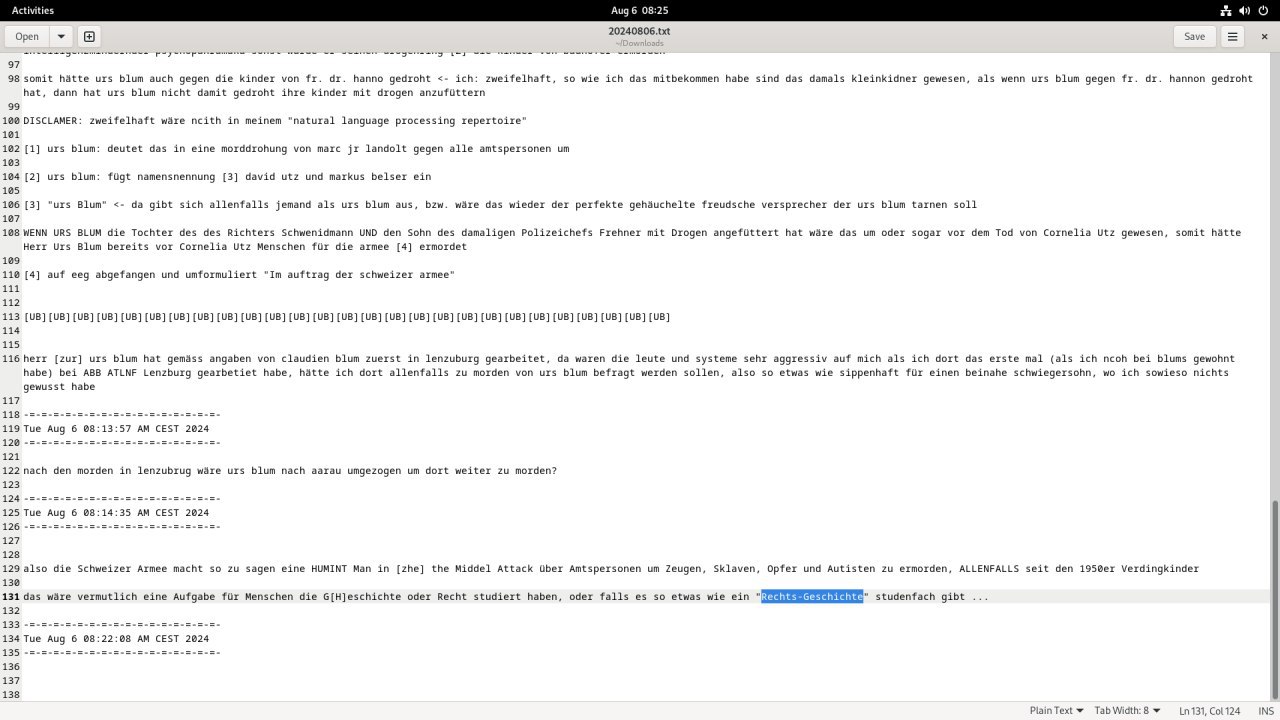 Activities
Aug 6 08:25
Open
20240806.txt
~/Downloads
Save
97
98 somit hätte urs blum auch gegen die kinder von fr. dr. hanno gedroht <- ich: zweifelhaft, so wie ich das mitbekommen habe sind das damals kleinkidner gewesen, als wenn urs blum gegen fr. dr. hannon gedroht
hat, dann hat urs blum nicht damit gedroht ihre kinder mit drogen anzufüttern
99
100 DISCLAMER: zweifelhaft wäre ncith in meinem "natural language processing repertoire"
101
102 [1] urs blum: deutet das in eine morddrohung von marc jr landolt gegen alle amtspersonen um
103
104 [2] urs blum: fügt namensnennung [3] david utz und markus belser ein
105
106 [3] "urs Blum" <- da gibt sich allenfalls jemand als urs blum aus, bzw. wäre das wieder der perfekte gehäuchelte freudsche versprecher der urs blum tarnen soll
107
108 WENN URS BLUM die Tochter des des Richters Schwenidmann UND den Sohn des damaligen Polizeichefs Frehner mit Drogen angefüttert hat wäre das um oder sogar vor dem Tod von Cornelia Utz gewesen, somit hätte
Herr Urs Blum bereits vor Cornelia Utz Menschen für die armee [4] ermordet
109
110 [4] auf eeg abgefangen und umformuliert "Im auftrag der schweizer armee"
111
112
113 [UB][UB][UB][UB][UB][UB][UB][UB][UB][UB][UB][UB][UB][UB][UB][UB][UB][UB][UB][UB][UB][UB][UB][UB][UB][UB][UB]
114
115
116 herr [zur] urs blum hat gemäss angaben von claudien blum zuerst in lenzuburg gearbeitet, da waren die leute und systeme sehr aggressiv auf mich als ich dort das erste mal (als ich ncoh bei blums gewohnt
habe) bei ABB ATLNF Lenzburg gearbetiet habe, hätte ich dort allenfalls zu morden von urs blum befragt werden sollen, also so etwas wie sippenhaft für einen beinahe schwiegersohn, wo ich sowieso nichts
gewusst habe
117
118 -=-=-=-=-=-=-=-=-=-=-=-=-=-=-=-=-
119 Tue Aug 6 08:13:57 AM CEST 2024
120 -=-=-=-=-=-=-=-=-=-=-=-=-=-=-=-=-
121
122 nach den morden in lenzubrug wäre urs blum nach aarau umgezogen um dort weiter zu morden?
123
124 -=-=-=-=-=-=-=-=-=-=-=-=-=-=-=-=-
125 Tue Aug 6 08:14:35 AM CEST 2024
126 -=-=-=-=-=-=-=-=-=-=-=-=-=-=-=-=-
127
128
129 also die Schweizer Armee macht so zu sagen eine HUMINT Man in [zhe] the Middel Attack über Amtspersonen um Zeugen, Sklaven, Opfer und Autisten zu ermorden, ALLENFALLS seit den 1950er Verdingkinder
130
131 das wäre vermutlich eine Aufgabe für Menschen die G[H]eschichte oder Recht studiert haben, oder falls es so etwas wie ein "Rechts-Geschichte" studenfach gibt ...
132
133 -=-=-=-=-=-=-=-=-=-=-=-=-=-=-=-=-
134 Tue Aug 6 08:22:08 AM CEST 2024
135 -=-=-=-=-=-=-=-=-=-=-=-=-=-=-=-=-
136
137
138
Plain Text
Tab Width: 8
Ln 131, Col 124
INS